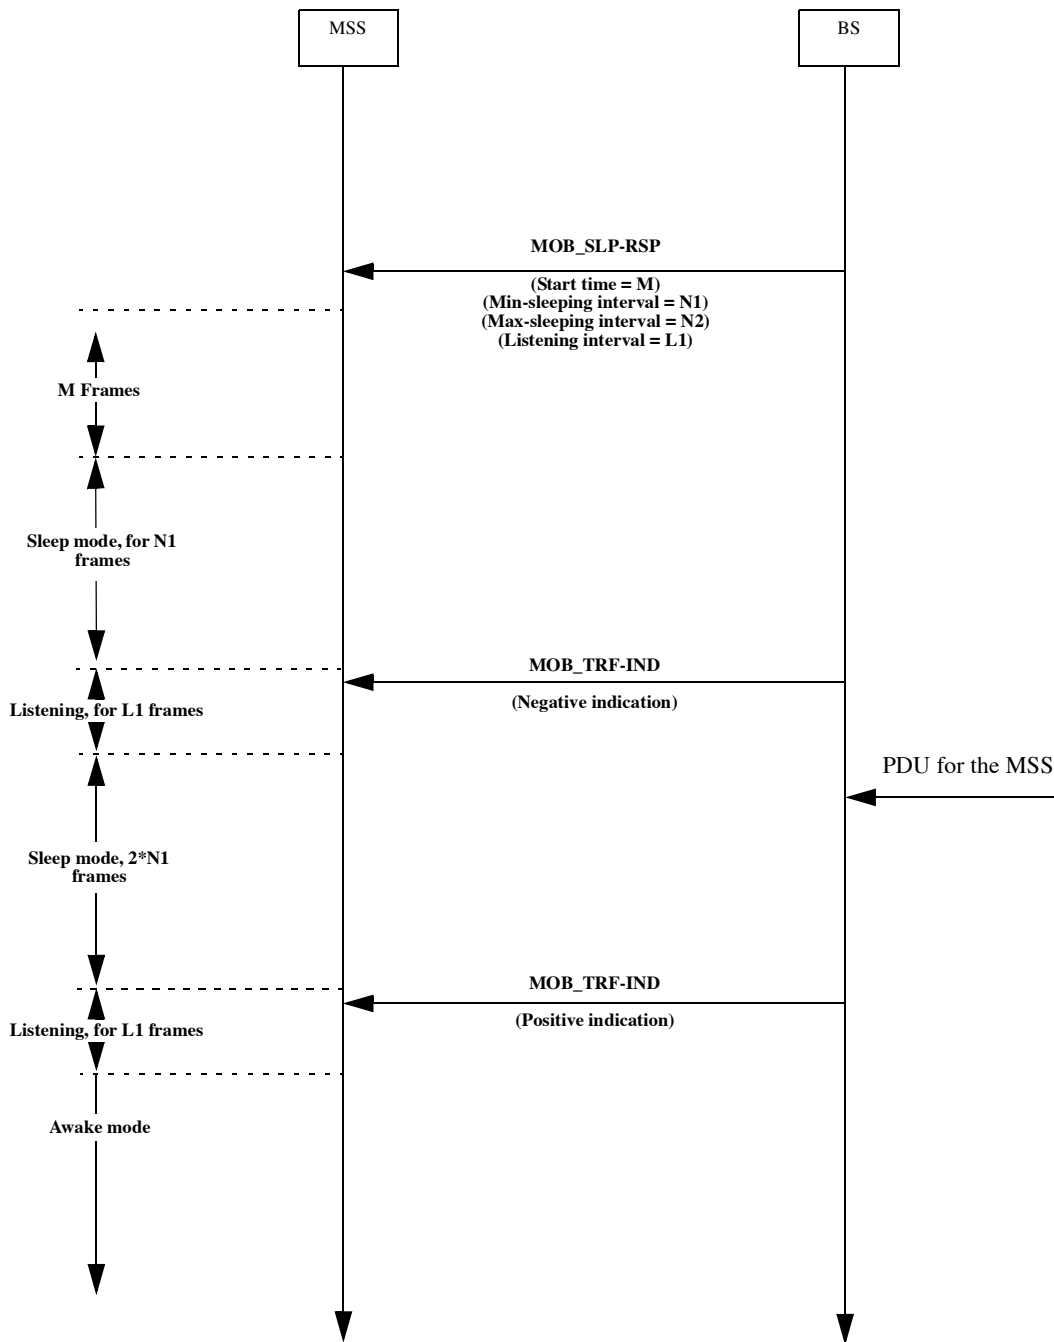 MSS
BS
MOB_SLP-RSP
(Start time = M)
(Min-sleeping interval = N1)
(Max-sleeping interval = N2)
(Listening interval = L1)
M Frames
Sleep mode, for N1
frames
MOB_TRF-IND
(Negative indication)
Listening, for L1 frames
PDU for the MSS
Sleep mode, 2*N1
frames
MOB_TRF-IND
(Positive indication)
Listening, for L1 frames
Awake mode